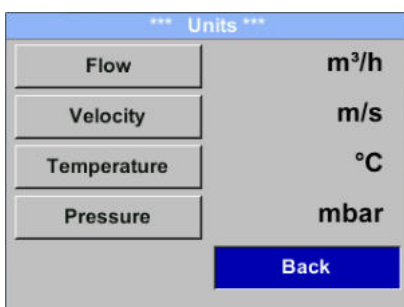 *** Units ***
Flow m³/h
Velocity m/s
Temperature °C
Pressure mbar
Back